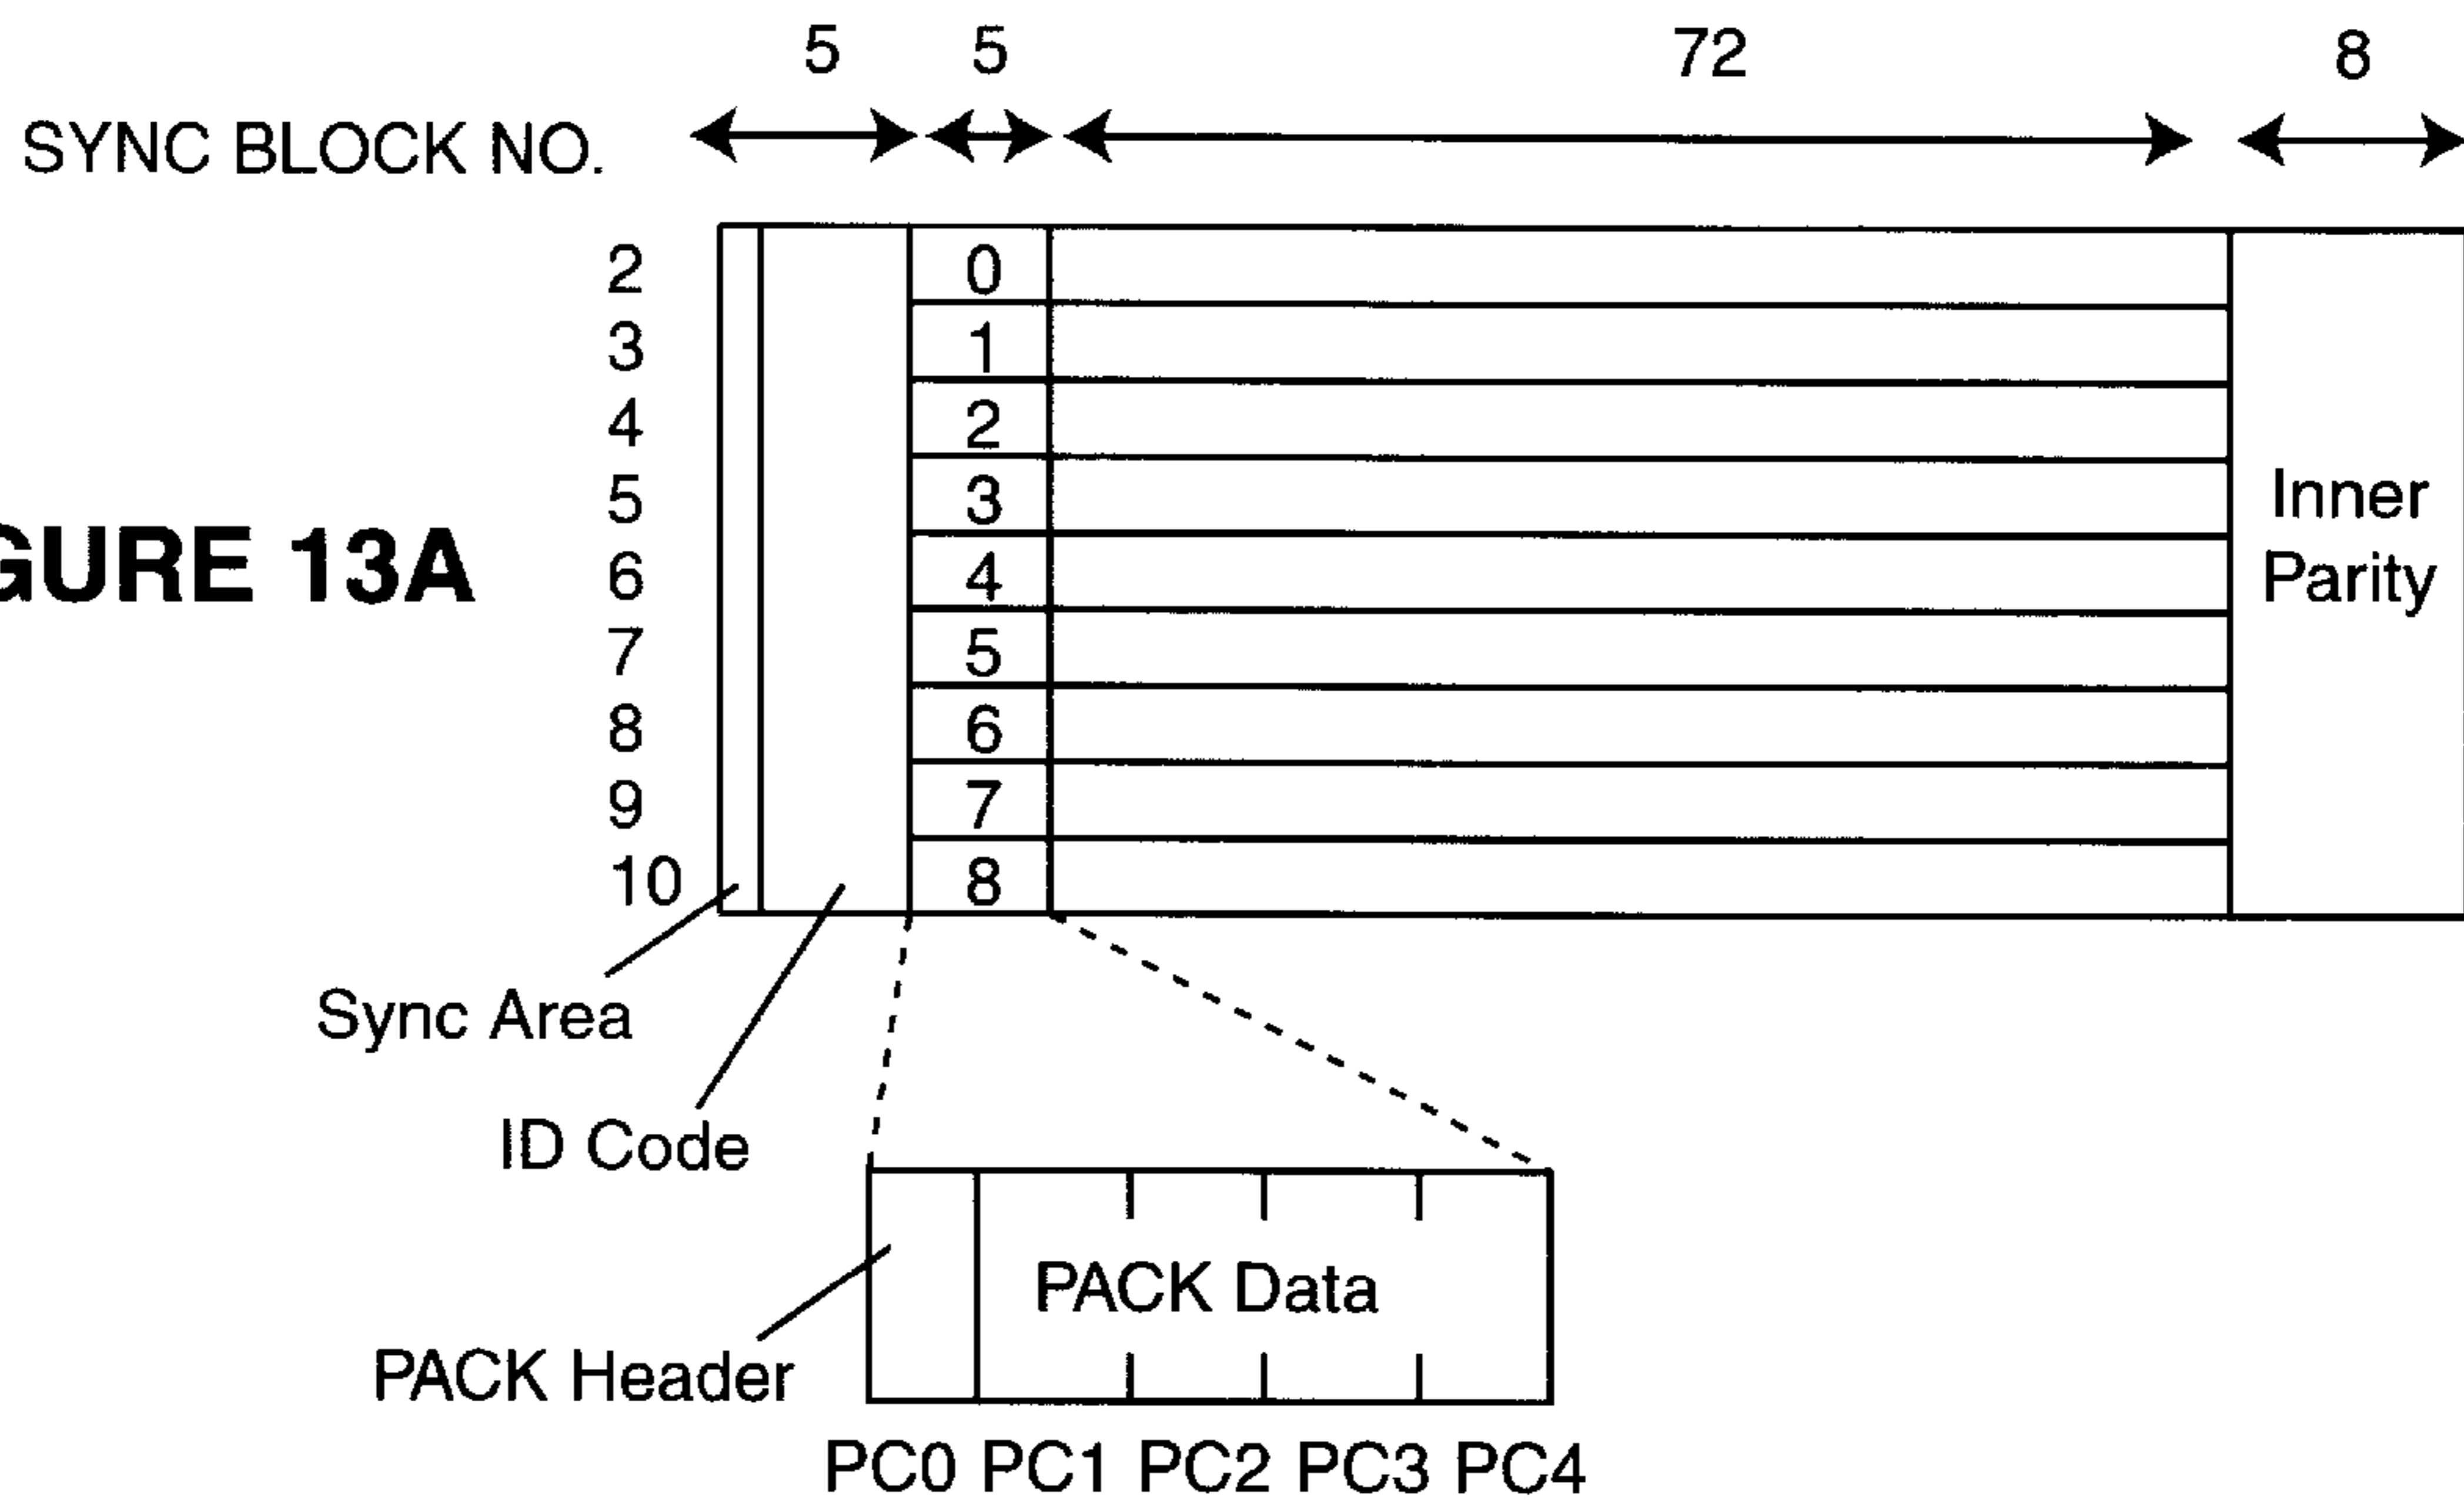 5 5 72 8
SYNC BLOCK NO.
2 0
3 1
4 2
5 3
6 4
7 5
8 6
9 7
10 8
Inner
Parity
GURE 13A
Sync Area
ID Code
PACK Data
PACK Header
PC0 PC1 PC2 PC3 PC4